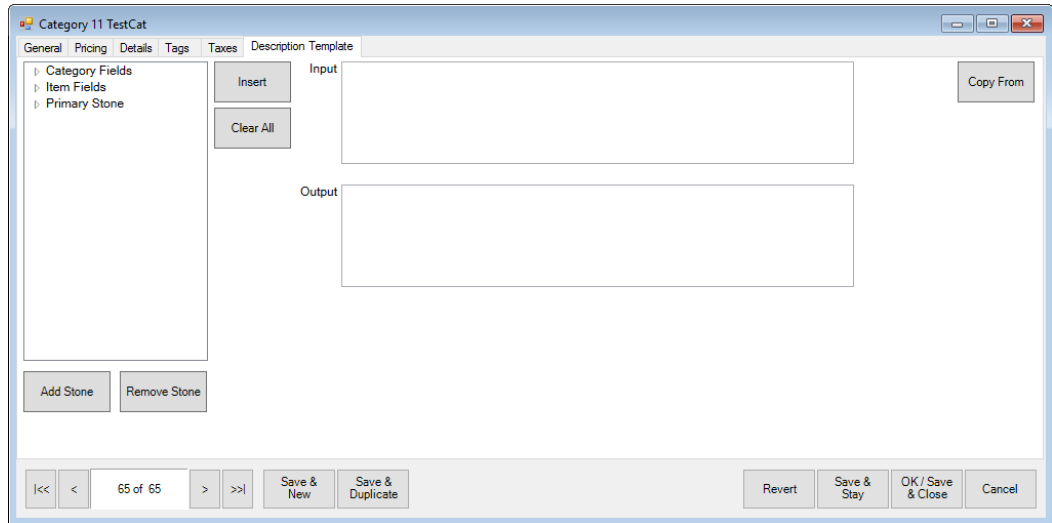 Category 11 TestCat
General Pricing Details Tags Taxes Description Template
Category Fields
Item Fields
Primary Stone
Insert
Clear All
Input
Copy From
Output
Add Stone Remove Stone
|<< < 65 of 65 > >>|
Save &
New
Save &
Duplicate
Revert
Save &
Stay
OK / Save
& Close
Cancel